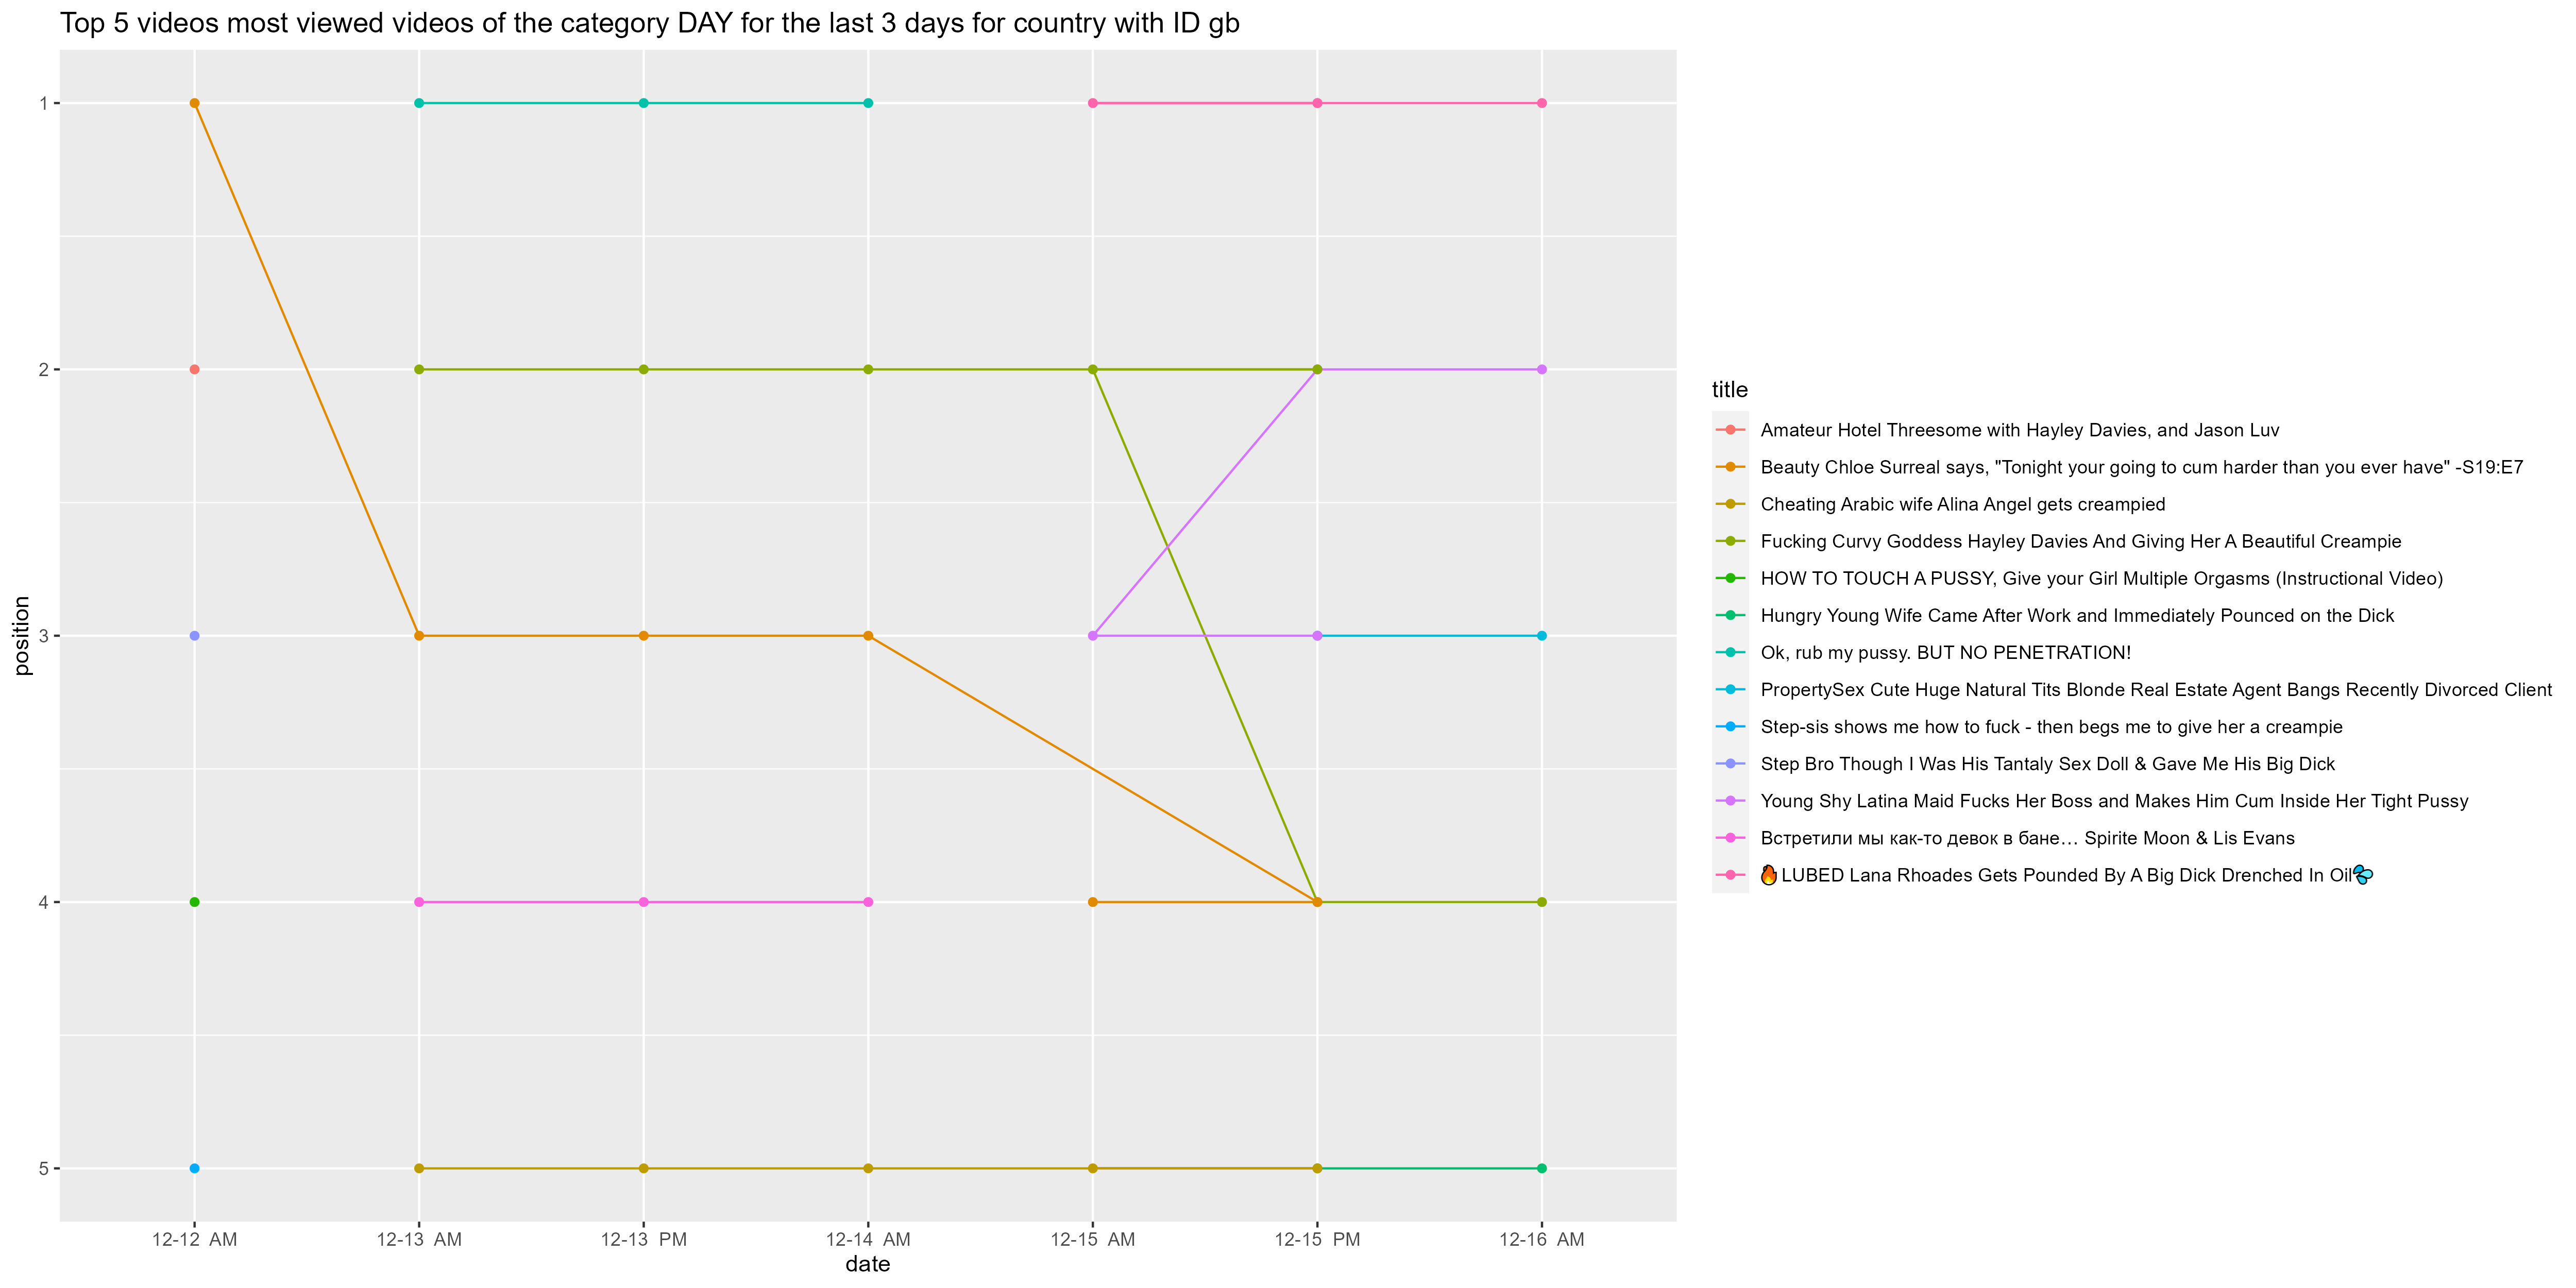 Top 5 videos most viewed videos of the category DAY for the last 3 days for country with ID gb
position
1
2
3
4
5
12-12 AM
12-13 AM
12-13 PM
12-14 AM
12-15 AM
12-15 PM
12-16 AM
date
title
Amateur Hotel Threesome with Hayley Davies, and Jason Luv
Beauty Chloe Surreal says, "Tonight your going to cum harder than you ever have" -S19:E7
Cheating Arabic wife Alina Angel gets creampied
Fucking Curvy Goddess Hayley Davies And Giving Her A Beautiful Creampie
HOW TO TOUCH A PUSSY, Give your Girl Multiple Orgasms (Instructional Video)
Hungry Young Wife Came After Work and Immediately Pounced on the Dick
Ok, rub my pussy. BUT NO PENETRATION!
PropertySex Cute Huge Natural Tits Blonde Real Estate Agent Bangs Recently Divorced Client
Step-sis shows me how to fuck - then begs me to give her a creampie
Step Bro Though I Was His Tantaly Sex Doll & Gave Me His Big Dick
Young Shy Latina Maid Fucks Her Boss and Makes Him Cum Inside Her Tight Pussy
Встретили мы как-то девок в бане… Spirite Moon & Lis Evans
🔥LUBED Lana Rhoades Gets Pounded By A Big Dick Drenched In Oil💦